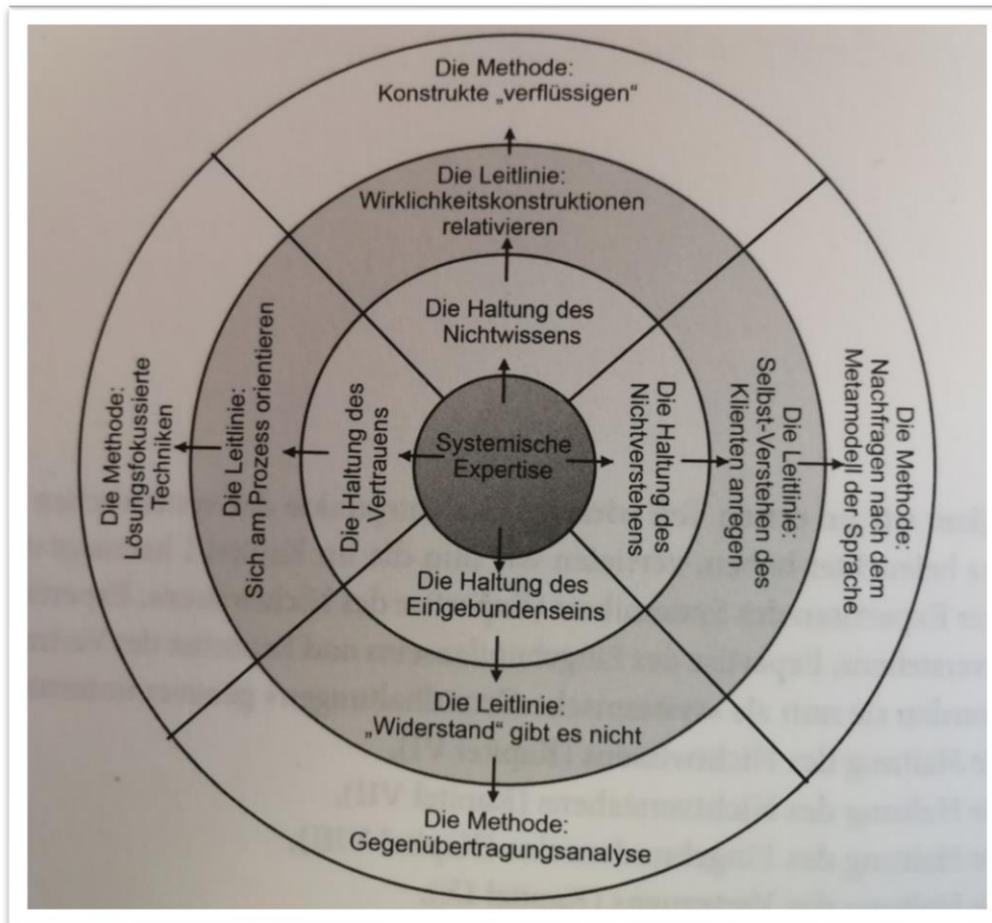 Die Methode:
Konstrukte „verflüssigen“
Die Leitlinie:
Wirklichkeitskonstruktionen
relativieren
Die Haltung des
Nichtwissens
Die Methode:
Lösungsfokussierte
Techniken
Die Leitlinie:
Sich am Prozess orientieren
Die Haltung des
Vertrauens
Systemische
Expertise
Die Haltung des
Nichtverstehens
Die Leitlinie:
Selbst-Verstehen des
Klienten anregen
Die Methode:
Nachfragen nach dem
Metamodell der Sprache
Die Haltung des
Eingebundenseins
Die Leitlinie:
„Widerstand“ gibt es nicht
Die Methode:
Gegenübertragungsanalyse